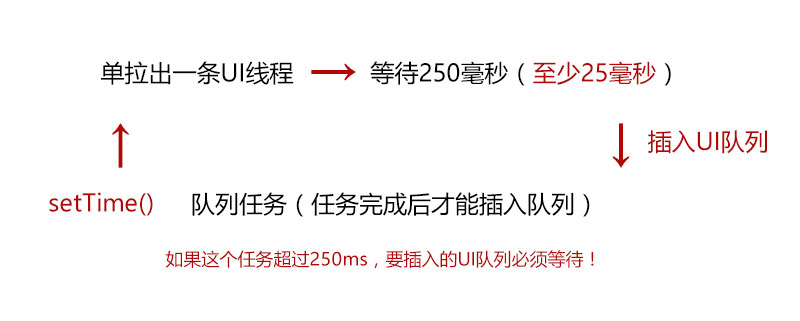 单拉出一条UI线程 等待250毫秒（至少25毫秒）
插入UI队列
setTime() 队列任务（任务完成后才能插入队列）
如果这个任务超过250ms，要插入的UI队列必须等待！